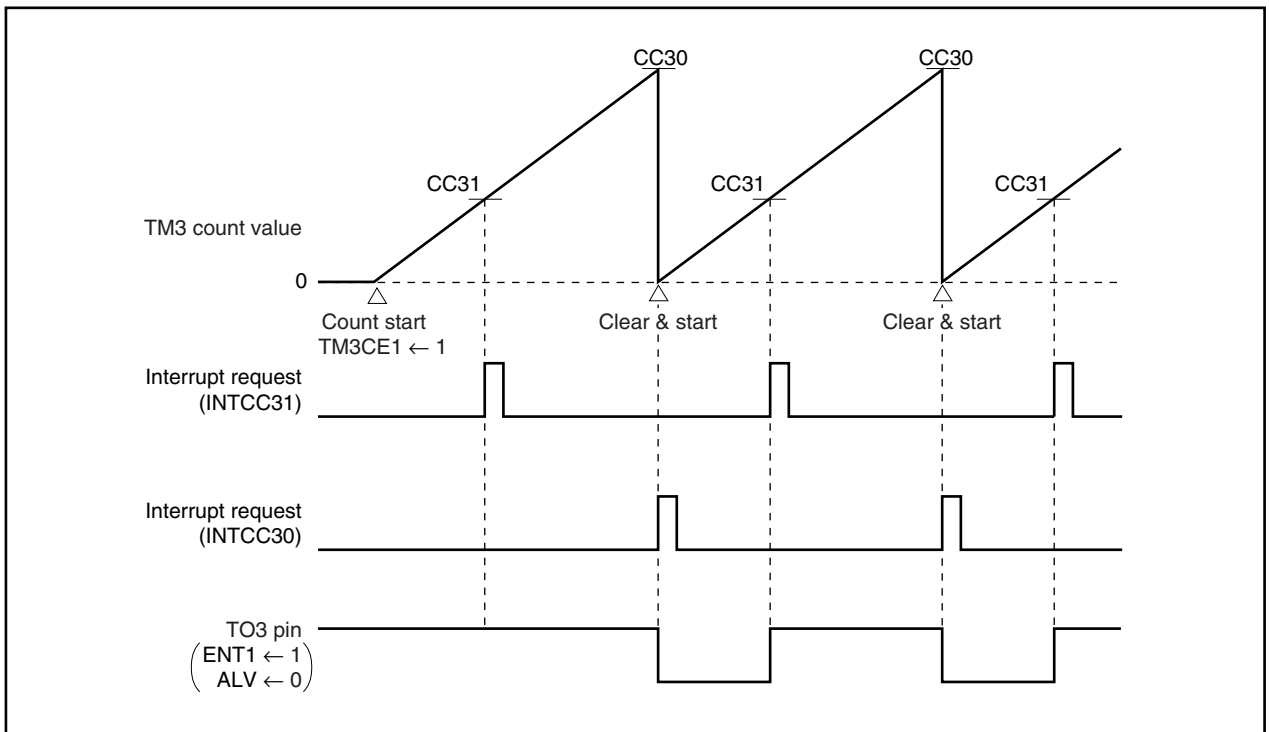 CC30
CC30
CC31
CC31
CC31
TM3 count value
0
Count start
TM3CE1 ← 1
Clear & start
Clear & start
Interrupt request
(INTCC31)
Interrupt request
(INTCC30)
TO3 pin
(ENT1 ← 1
ALV ← 0)